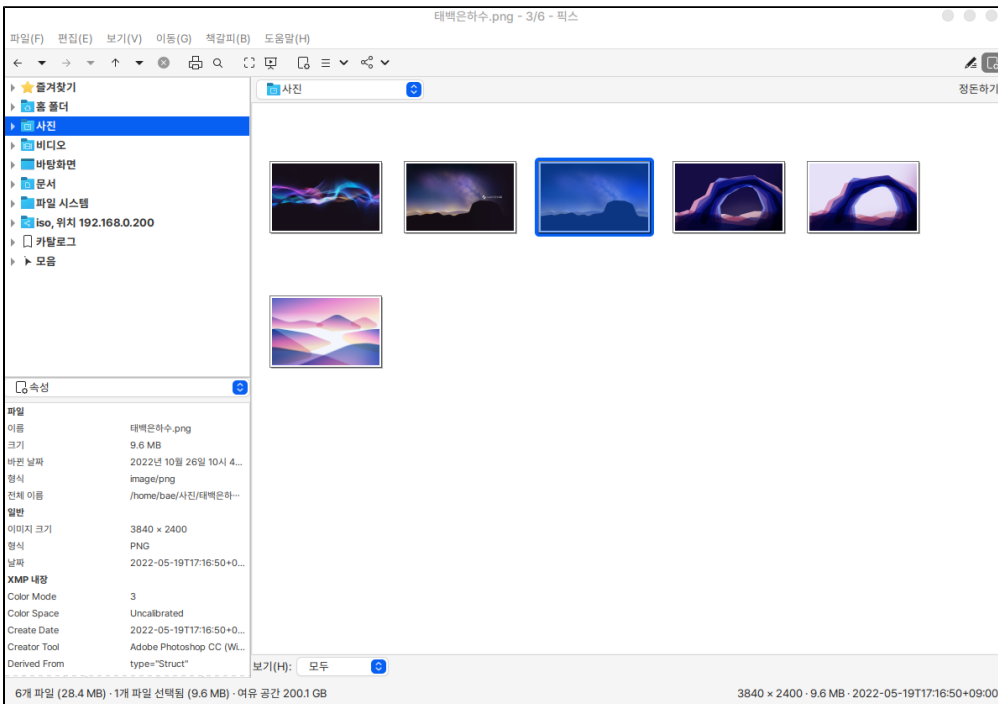 태백은하수.png - 3/6 - 픽스
파일(F) 편집(E) 보기(V) 이동(G) 책갈피(B) 도움말(H)
즐겨찾기
홈 폴더
사진
비디오
바탕화면
문서
파일 시스템
iso, 위치 192.168.0.200
카탈로그
모음
사진
정돈하기
속성
파일
이름 태백은하수.png
크기 9.6 MB
바뀐 날짜 2022년 10월 26일 10시 4...
형식 image/png
전체 이름 /home/bae/사진/태백은하···
일반
이미지 크기 3840 × 2400
형식 PNG
날짜 2022-05-19T17:16:50+0...
XMP 내장
Color Mode 3
Color Space Uncalibrated
Create Date 2022-05-19T17:16:50+0...
Creator Tool Adobe Photoshop CC (Wi...
Derived From type="Struct"
보기(H): 모두
6개 파일 (28.4 MB) · 1개 파일 선택됨 (9.6 MB) · 여유 공간 200.1 GB
3840 × 2400 · 9.6 MB · 2022-05-19T17:16:50+09:00